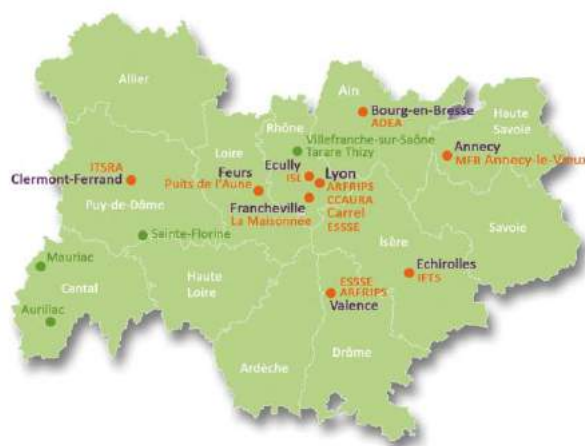 Allier
Ain
Bourg-en-Bresse
ADEA
Haute
Savoie
Rhône
Villefranche-sur-Saône
Tarare Thizy
Annecy
MFR Annecy-le-Vieux
Loire
ITSRA
Clermont-Ferrand
Feurs
Puits de l'Aune
Ecully
ISL
Lyon
ARFRIPS
CCAURA
Carrel
ESSSE
Francheville
La Maisonnée
Puy-de-Dôme
Savoie
Sainte-Florine
Isère
Mauriac
Echirolles
IFTS
Cantal
Haute
Loire
ESSSE
ARFRIPS
Valence
Aurillac
Ardèche
Drôme